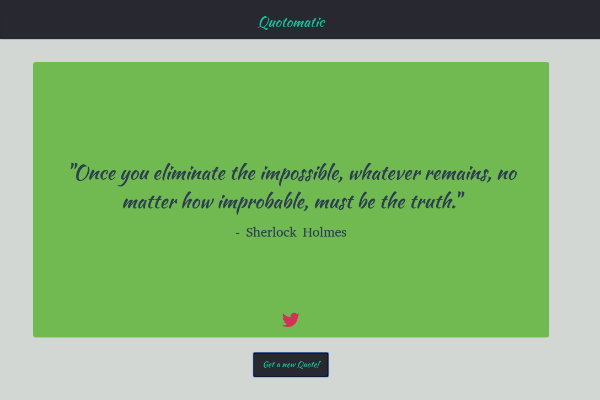 Quotomatic
"Once you eliminate the impossible, whatever remains, no
matter how improbable, must be the truth."
- Sherlock Holmes
Get a new Quote!